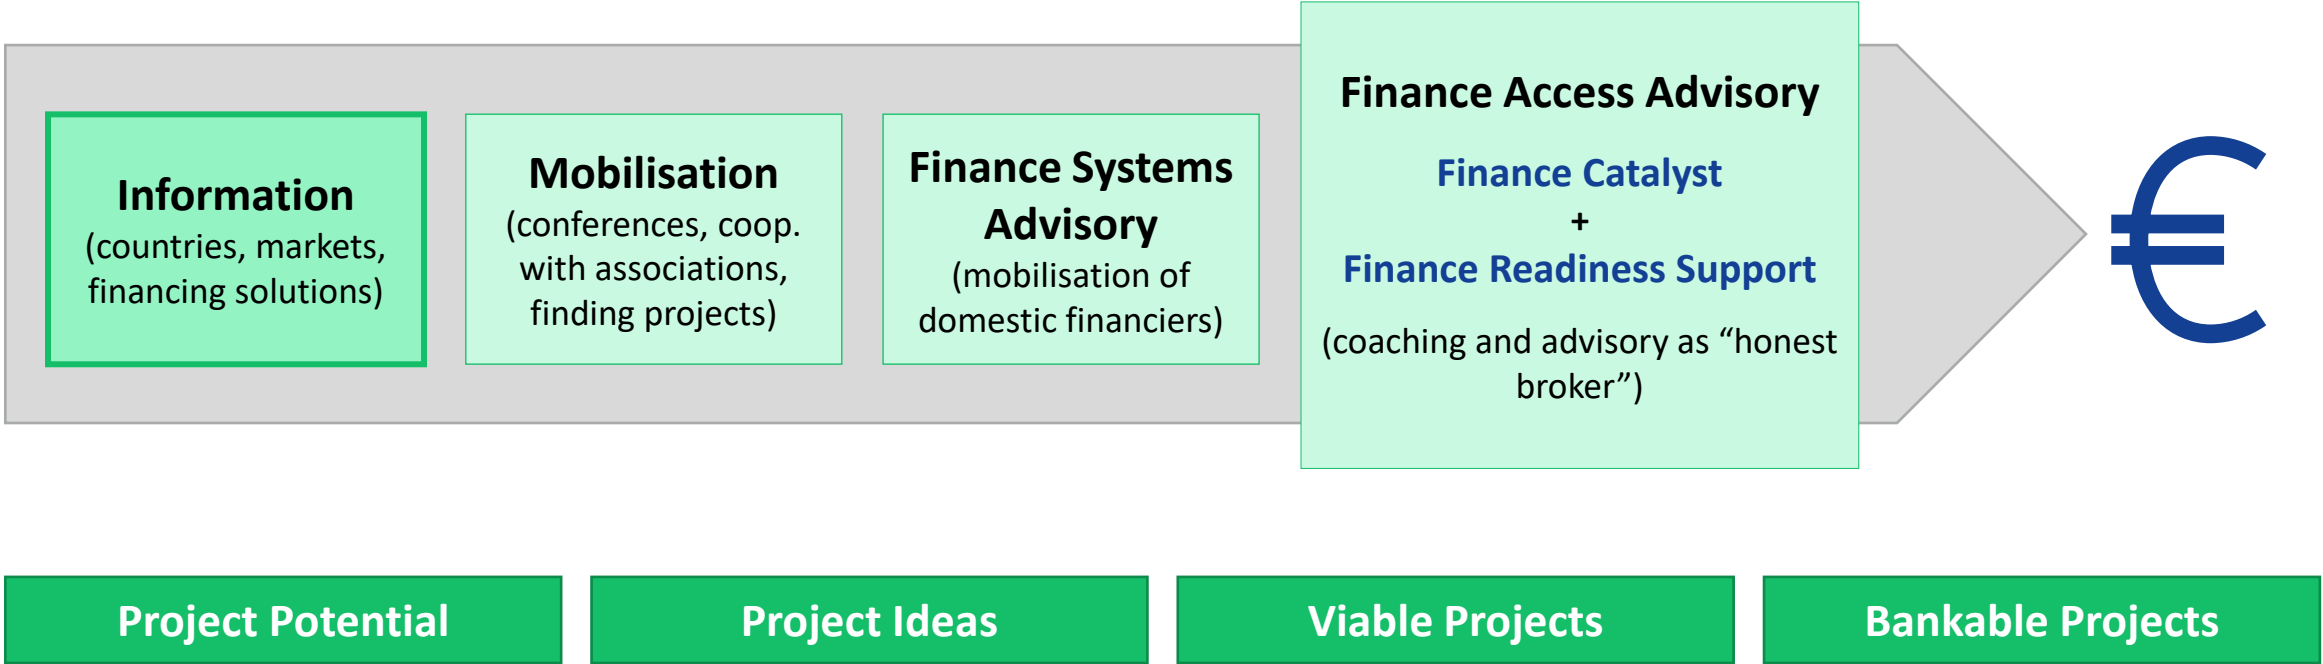 Information
(countries, markets,
financing solutions)
Mobilisation
(conferences, coop.
with associations,
finding projects)
Finance Systems
Advisory
(mobilisation of
domestic financiers)
Finance Access Advisory
Finance Catalyst
+
Finance Readiness Support
(coaching and advisory as “honest
broker”)
€
Project Potential
Project Ideas
Viable Projects
Bankable Projects